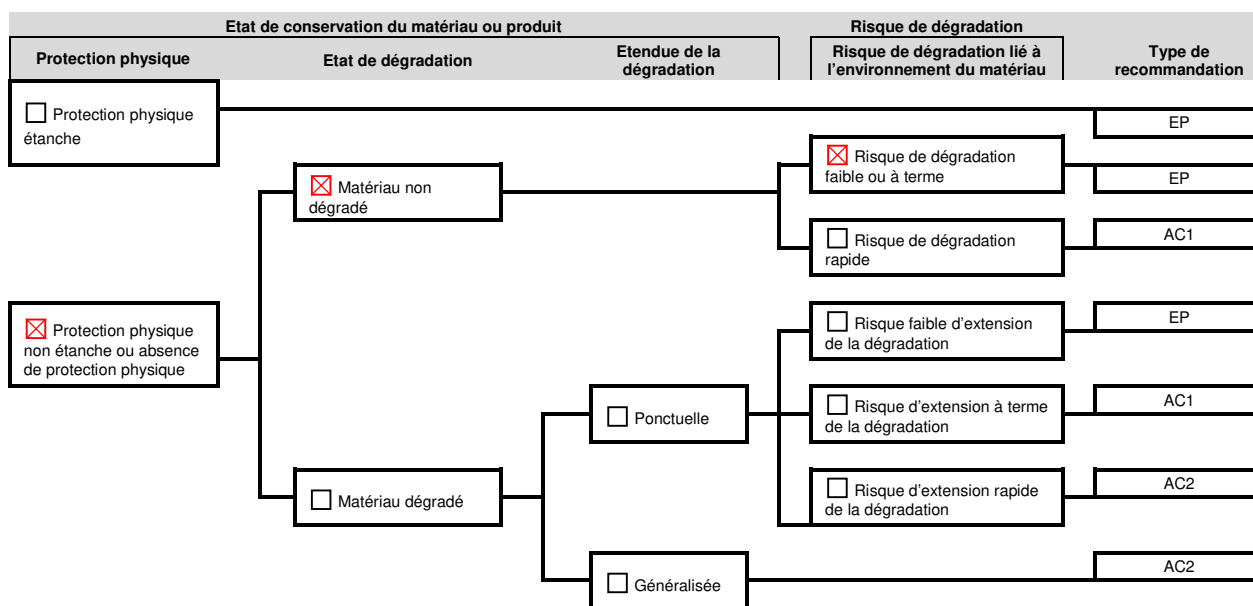 Etat de conservation du matériau ou produit
Risque de dégradation
Protection physique
Etat de dégradation
Etendue de la
dégradation
Risque de dégradation lié à
l'environnement du matériau
Type de
recommandation
Protection physique
étanche
EP
Matériau non
dégradé
Risque de dégradation
faible ou à terme
EP
Risque de dégradation
rapide
AC1
Protection physique
non étanche ou absence
de protection physique
Risque faible d'extension
de la dégradation
EP
Ponctuelle
Risque d'extension à terme
de la dégradation
AC1
Matériau dégradé
Risque d'extension rapide
de la dégradation
AC2
Généralisée
AC2